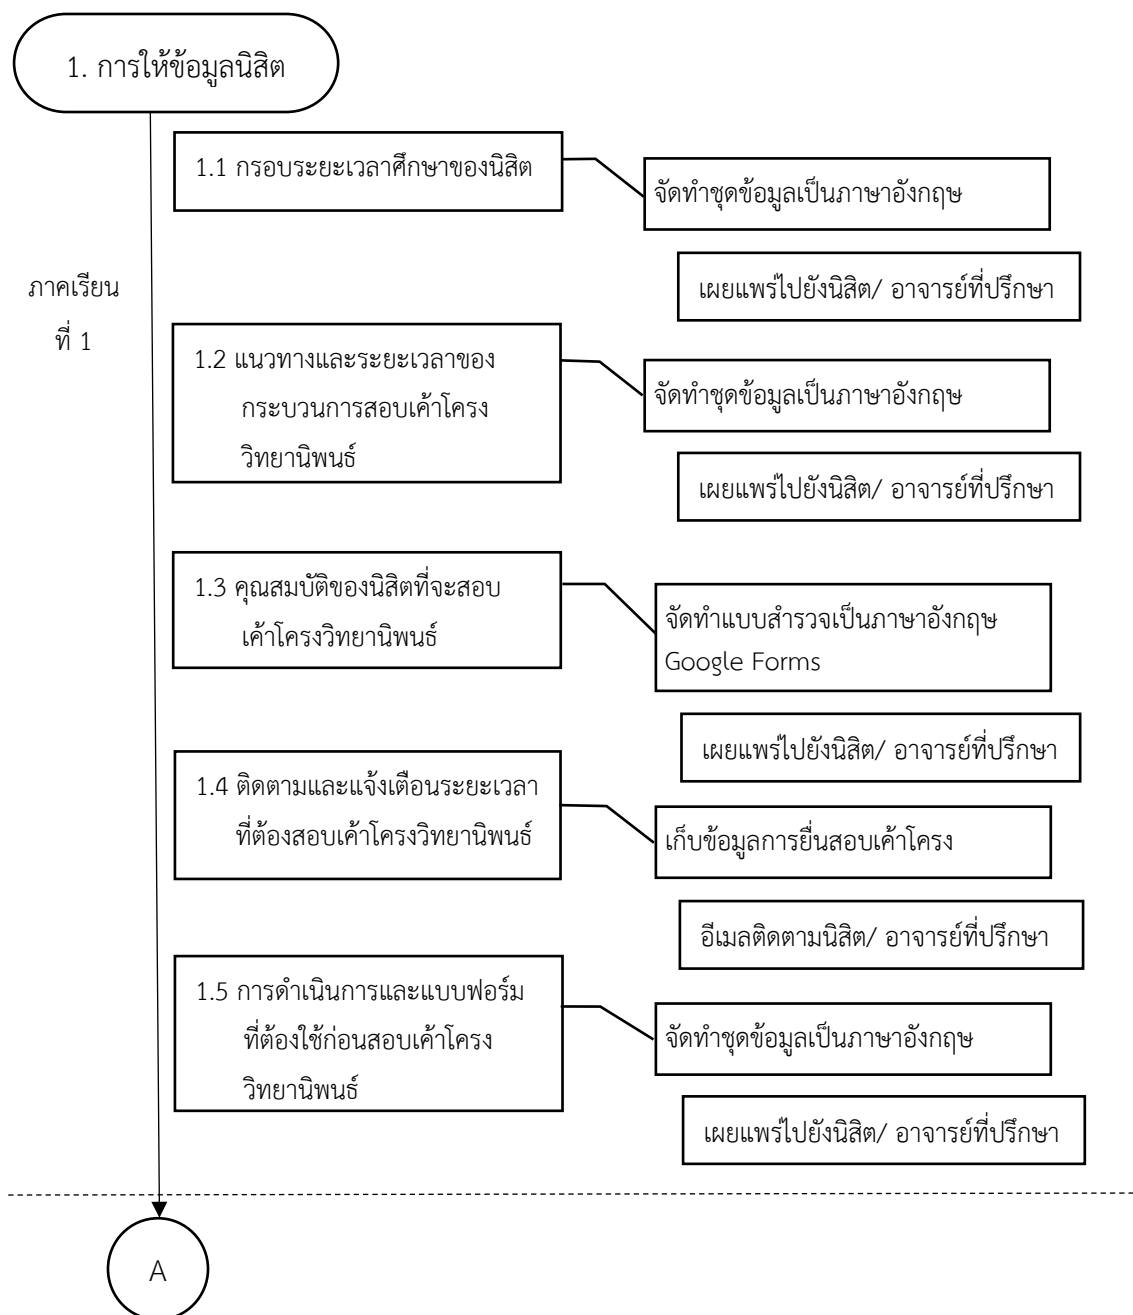 1. การให้ข้อมูลนิสิต
1.1 กรอบระยะเวลาศึกษาของนิสิต
จัดทำชุดข้อมูลเป็นภาษาอังกฤษ
เผยแพร่ไปยังนิสิต/ อาจารย์ที่ปรึกษา
ภาคเรียน
ที่ 1
1.2 แนวทางและระยะเวลาของ
กระบวนการสอบเค้าโครง
วิทยานิพนธ์
จัดทำชุดข้อมูลเป็นภาษาอังกฤษ
เผยแพร่ไปยังนิสิต/ อาจารย์ที่ปรึกษา
1.3 คุณสมบัติของนิสิตที่จะสอบ
เค้าโครงวิทยานิพนธ์
จัดทำแบบสำรวจเป็นภาษาอังกฤษ
Google Forms
เผยแพร่ไปยังนิสิต/ อาจารย์ที่ปรึกษา
1.4 ติดตามและแจ้งเตือนระยะเวลา
ที่ต้องสอบเค้าโครงวิทยานิพนธ์
เก็บข้อมูลการยื่นสอบเค้าโครง
อีเมลติดตามนิสิต/ อาจารย์ที่ปรึกษา
1.5 การดำเนินการและแบบฟอร์ม
ที่ต้องใช้ก่อนสอบเค้าโครง
วิทยานิพนธ์
จัดทำชุดข้อมูลเป็นภาษาอังกฤษ
เผยแพร่ไปยังนิสิต/ อาจารย์ที่ปรึกษา
A